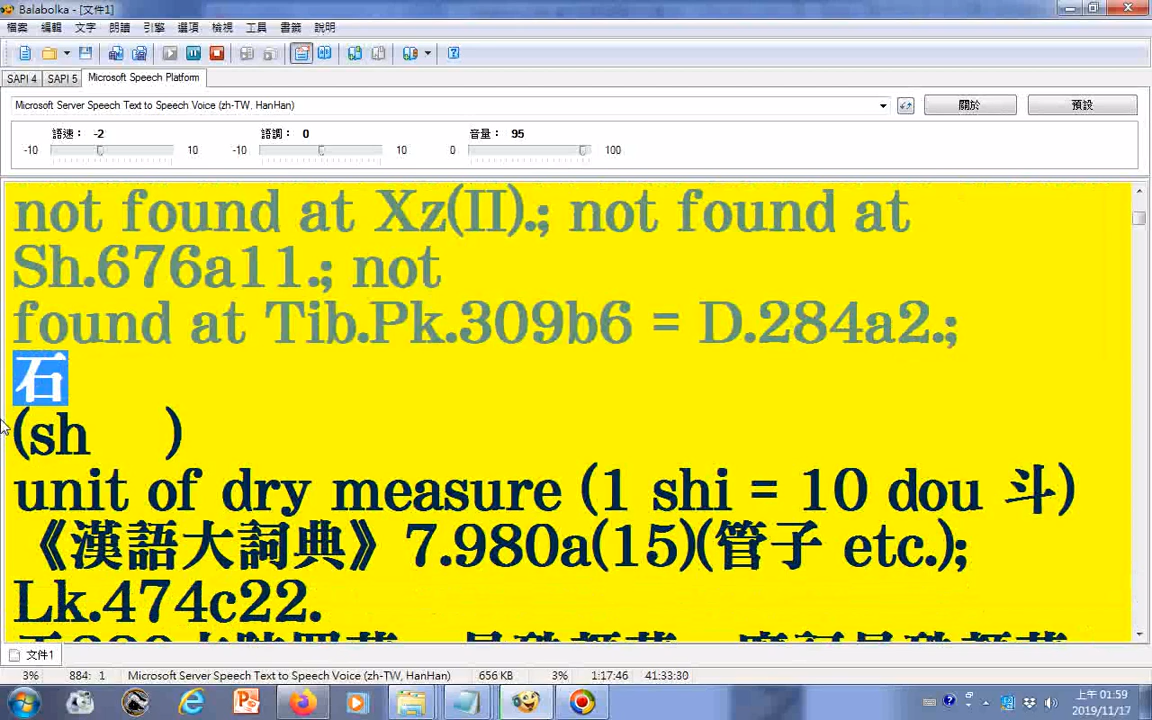 Balabolka - [文件1]
檔案 編輯 文字 朗讀 引擎 選項 檢視 工具 書籤 說明
SAPI 4 SAPI 5 Microsoft Speech Platform
Microsoft Server Speech Text to Speech Voice (zh-TW, HanHan) 關於 預設
語速： -2 語調： 0 音量： 95
-10 10 -10 10 0 100
not found at Xz(II).; not found at
Sh.676a11.; not
found at Tib.Pk.309b6 = D.284a2.;
石
(sh )
unit of dry measure (1 shi = 10 dou 斗)
《漢語大詞典》7.980a(15)(管子 etc.);
Lk.474c22.
文件1
3% 884: 1 Microsoft Server Speech Text to Speech Voice (zh-TW, HanHan) 656 KB 3% 1:17:46 41:33:30
上午 01:59
2019/11/17